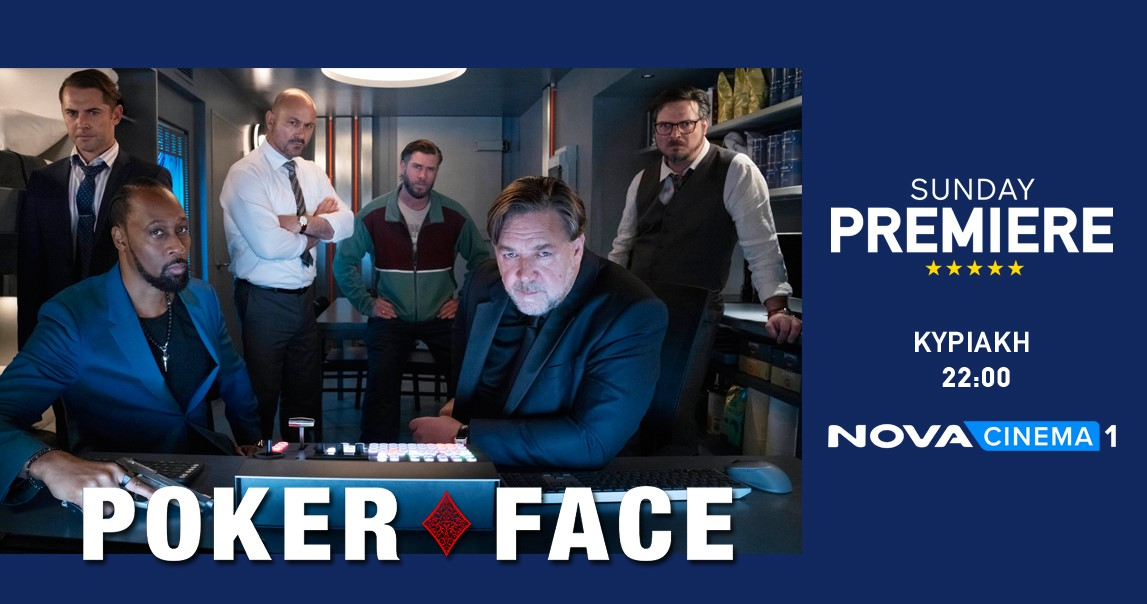 POKER FACE
SUNDAY
PREMIERE
ΚΥΡΙΑΚΗ
22:00
NOVA CINEMA 1